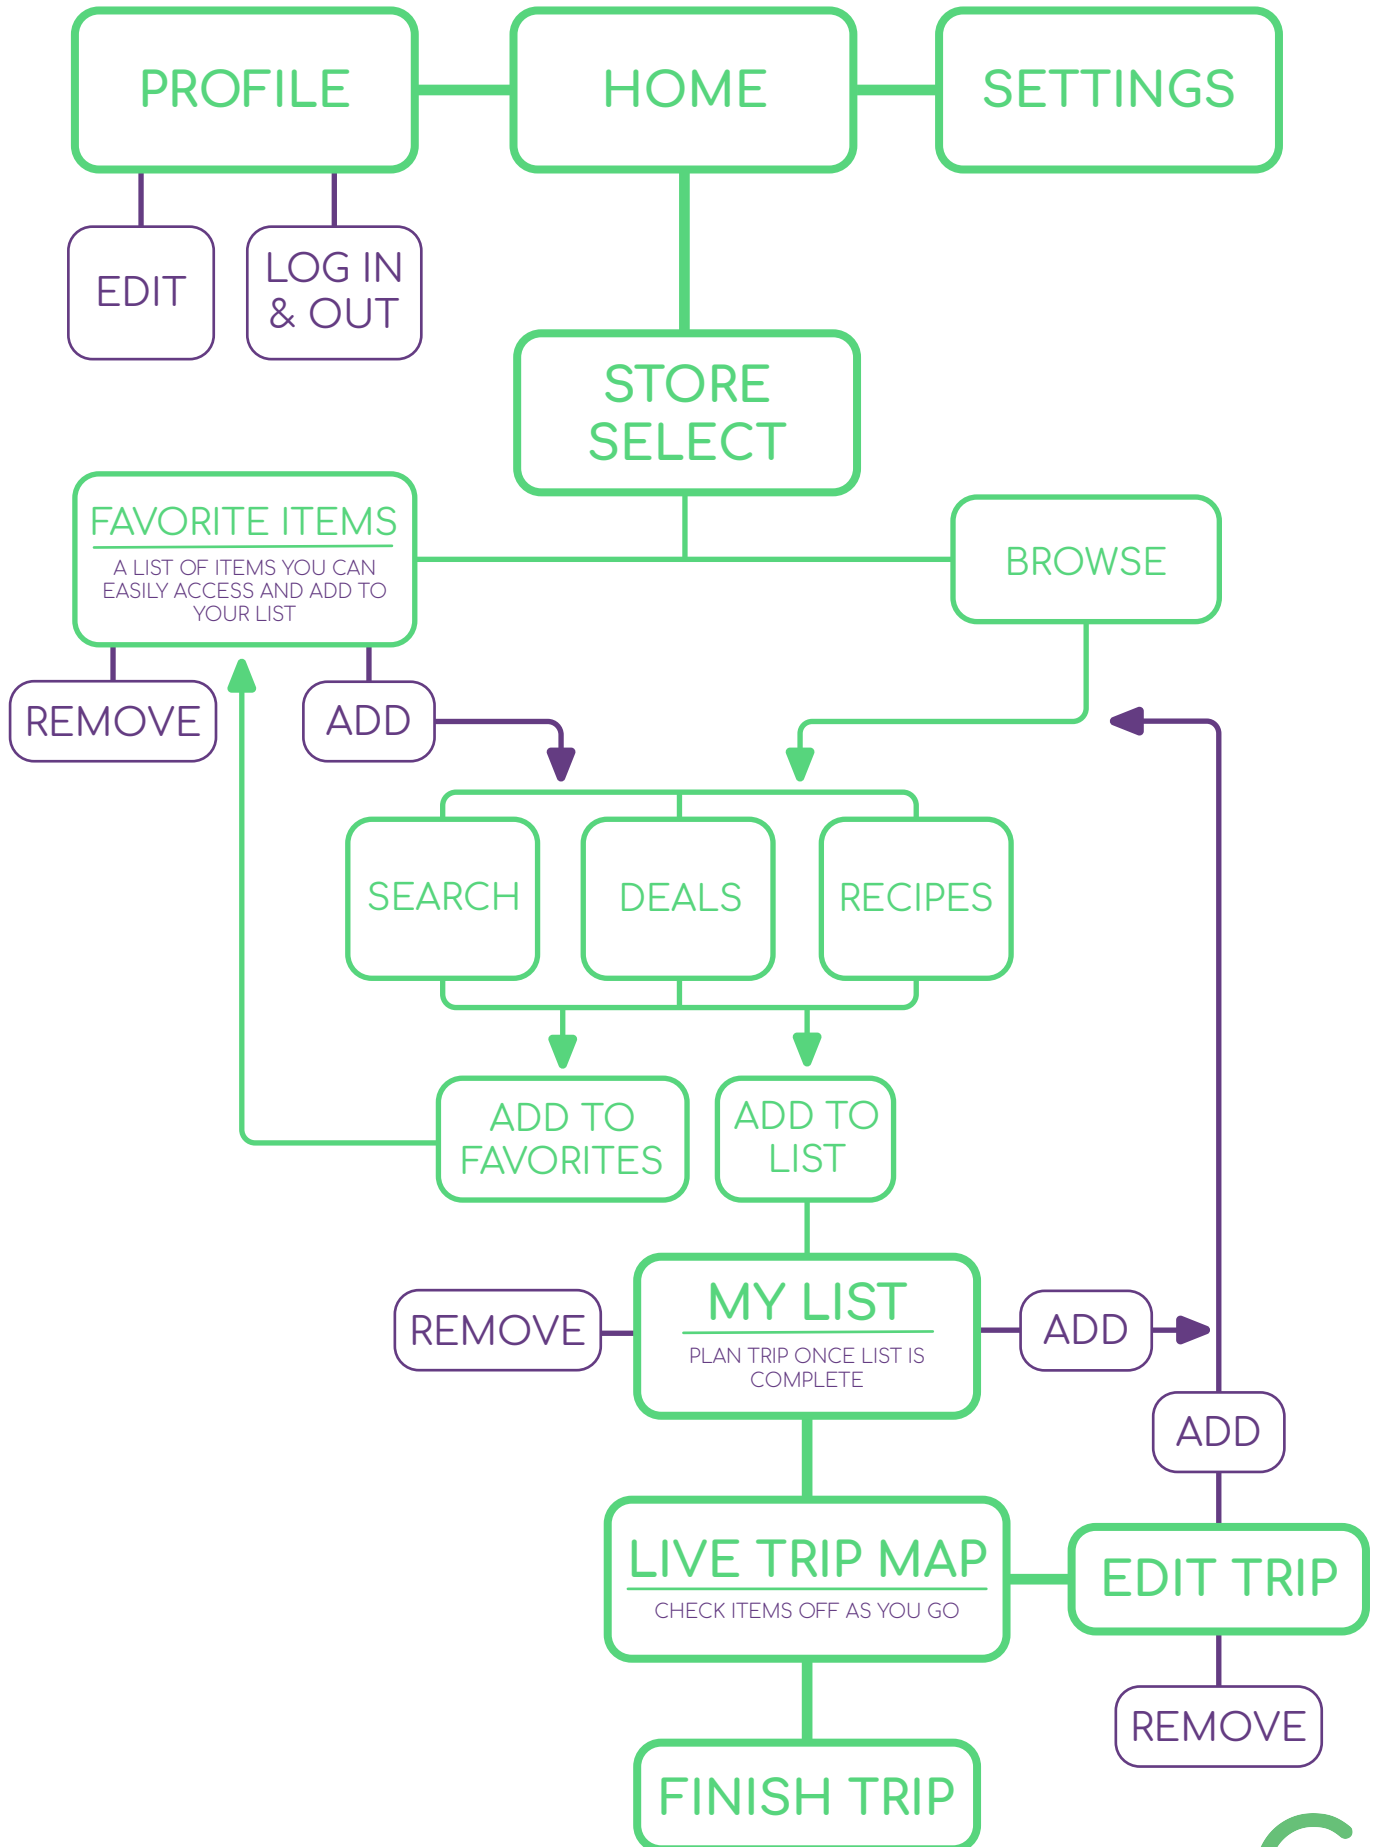 PROFILE
HOME
SETTINGS
EDIT
LOG IN
& OUT
STORE
SELECT
FAVORITE ITEMS
A LIST OF ITEMS YOU CAN
EASILY ACCESS AND ADD TO
YOUR LIST
BROWSE
REMOVE
ADD
SEARCH
DEALS
RECIPES
ADD TO
FAVORITES
ADD TO
LIST
MY LIST
PLAN TRIP ONCE LIST IS
COMPLETE
REMOVE
ADD
ADD
LIVE TRIP MAP
CHECK ITEMS OFF AS YOU GO
EDIT TRIP
REMOVE
FINISH TRIP